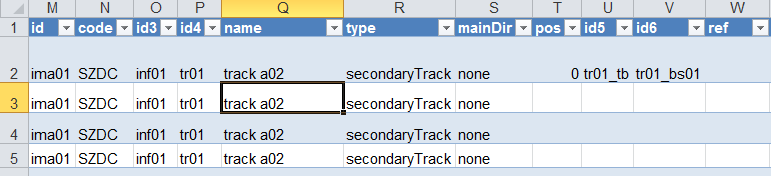 M N O P Q R S T U V W
1 id code id3 id4 name type mainDir pos id5 id6 ref
2 ima01 SZDC inf01 tr01 track a02 secondaryTrack none 0 tr01_tb tr01_bs01
3 ima01 SZDC inf01 tr01 track a02 secondaryTrack none
4 ima01 SZDC inf01 tr01 track a02 secondaryTrack none
5 ima01 SZDC inf01 tr01 track a02 secondaryTrack none